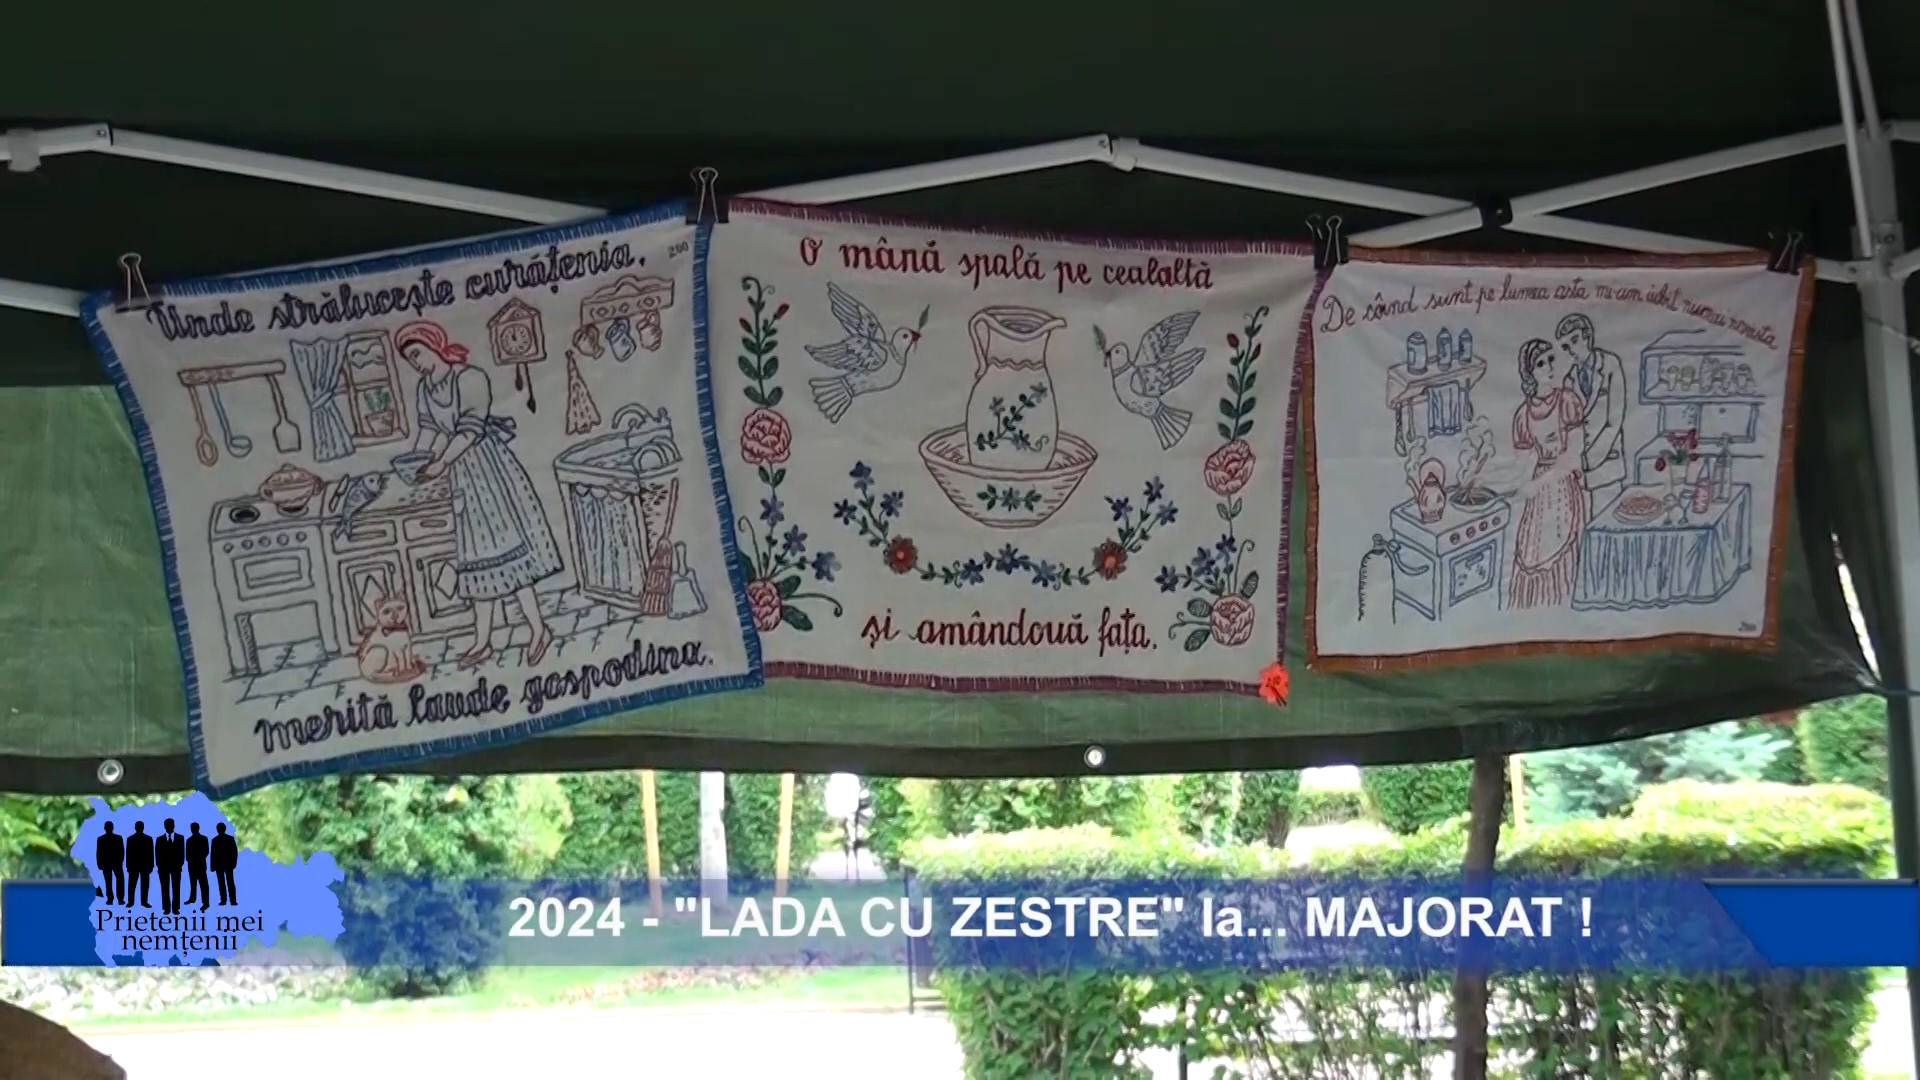 Unde strălucește curățenia.
200
merită laude gospodina.
O mână spală pe cealaltă
și amândouă fața.
De când sunt pe lumea asta mi-am iubit numai nevasta
Prietenii mei
nemțenii
2024 - "LADA CU ZESTRE" la... MAJORAT !